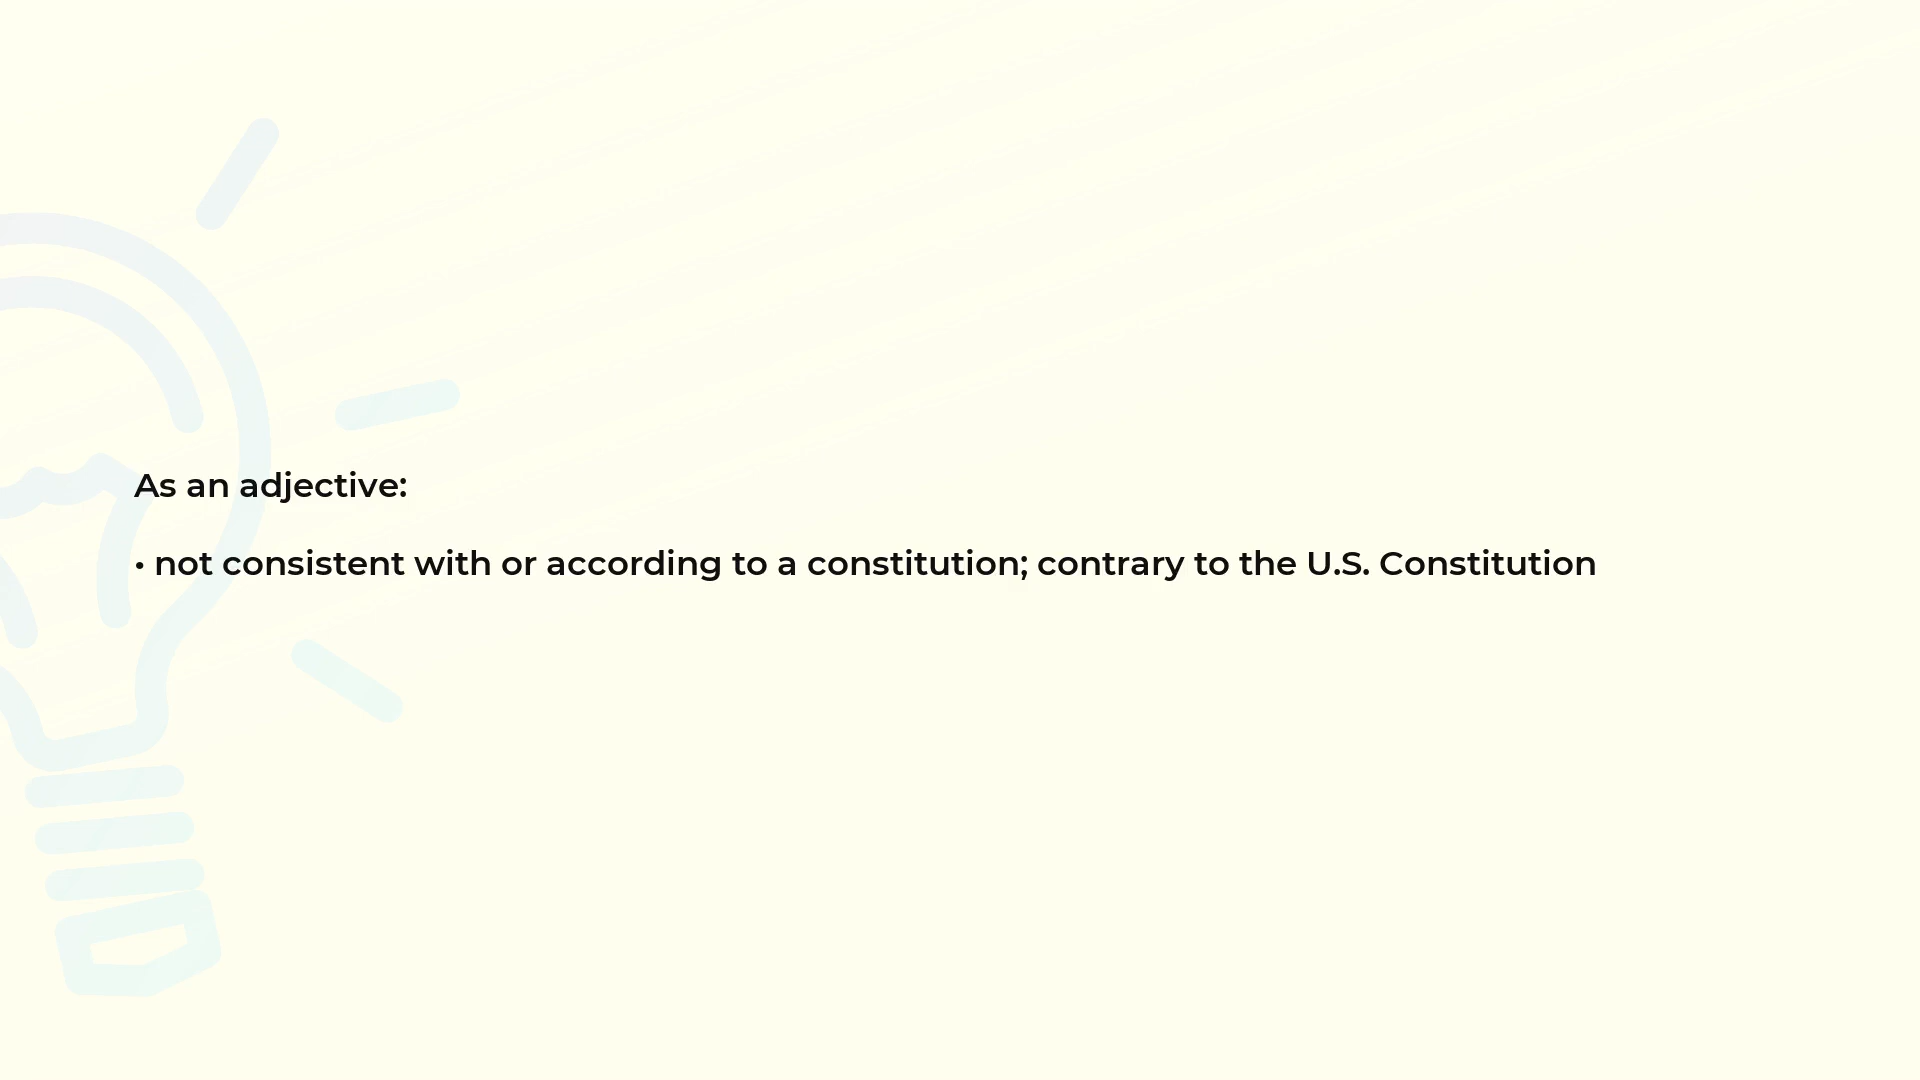 As an adjective:
• not consistent with or according to a constitution; contrary to the U.S. Constitution